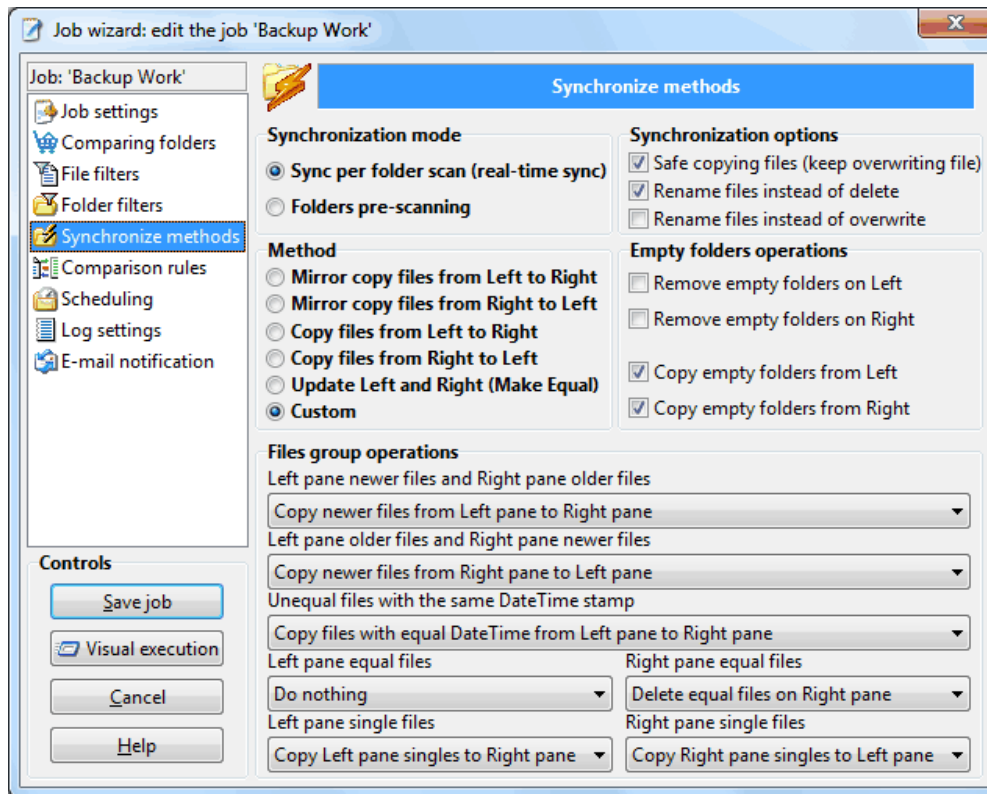 Job wizard: edit the job 'Backup Work'
Job: 'Backup Work'
Job settings
Comparing folders
File filters
Folder filters
Synchronize methods
Comparison rules
Scheduling
Log settings
E-mail notification
Controls
Save job
Visual execution
Cancel
Help
Synchronize methods
Synchronization mode
Sync per folder scan (real-time sync)
Folders pre-scanning
Synchronization options
Safe copying files (keep overwriting file)
Rename files instead of delete
Rename files instead of overwrite
Method
Mirror copy files from Left to Right
Mirror copy files from Right to Left
Copy files from Left to Right
Copy files from Right to Left
Update Left and Right (Make Equal)
Custom
Empty folders operations
Remove empty folders on Left
Remove empty folders on Right
Copy empty folders from Left
Copy empty folders from Right
Files group operations
Left pane newer files and Right pane older files
Copy newer files from Left pane to Right pane
Left pane older files and Right pane newer files
Copy newer files from Right pane to Left pane
Unequal files with the same DateTime stamp
Copy files with equal DateTime from Left pane to Right pane
Left pane equal files
Do nothing
Right pane equal files
Delete equal files on Right pane
Left pane single files
Copy Left pane singles to Right pane
Right pane single files
Copy Right pane singles to Left pane